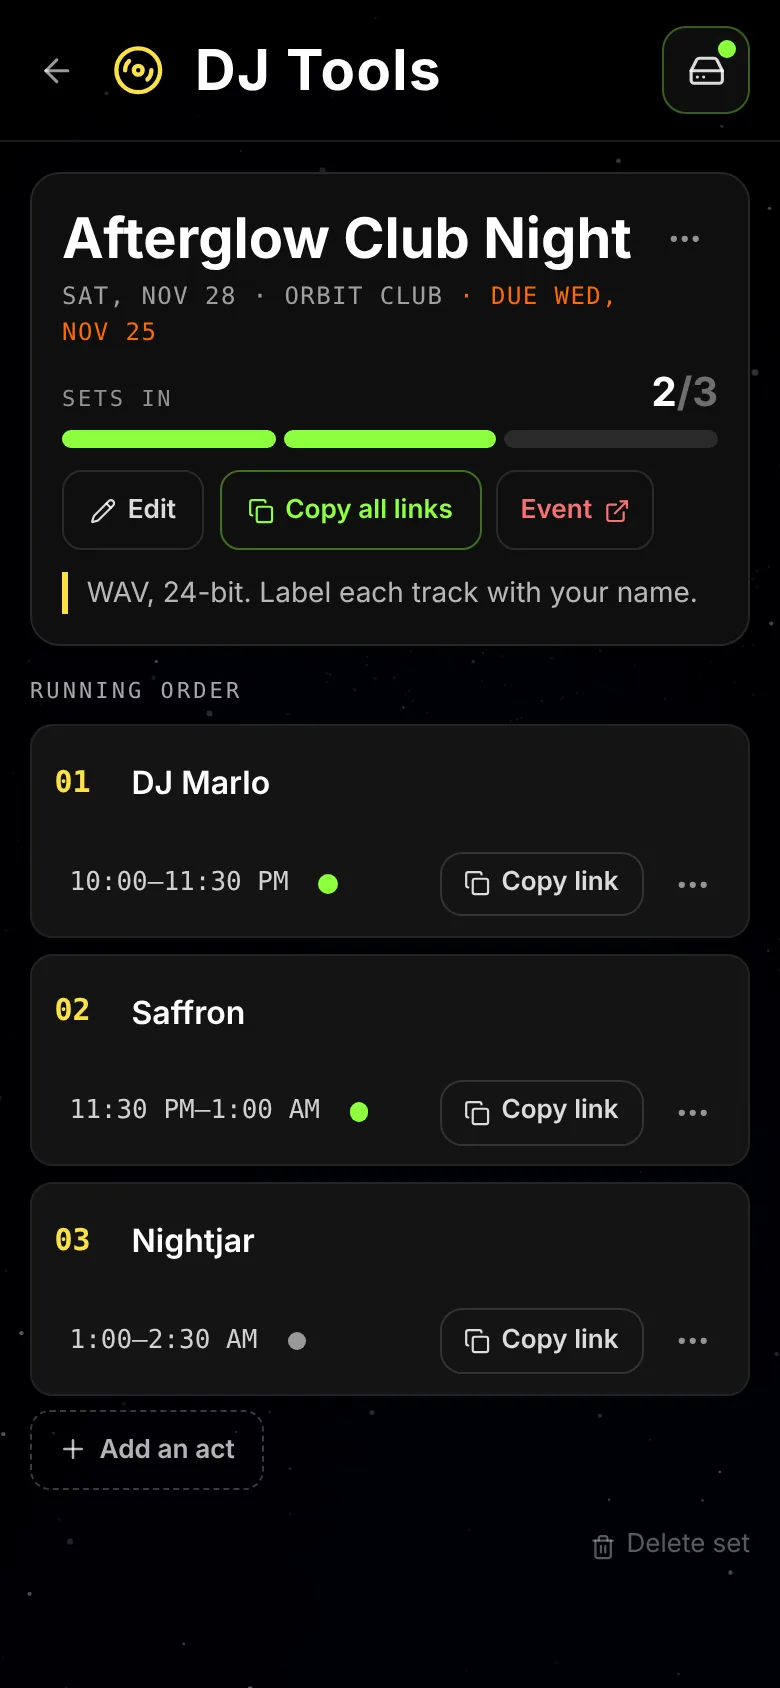 DJ Tools
Afterglow Club Night
SAT, NOV 28 · ORBIT CLUB · DUE WED,
NOV 25
SETS IN 2/3
Edit Copy all links Event
WAV, 24-bit. Label each track with your name.
RUNNING ORDER
01 DJ Marlo
10:00–11:30 PM Copy link
02 Saffron
11:30 PM–1:00 AM Copy link
03 Nightjar
1:00–2:30 AM Copy link
Add an act
Delete set